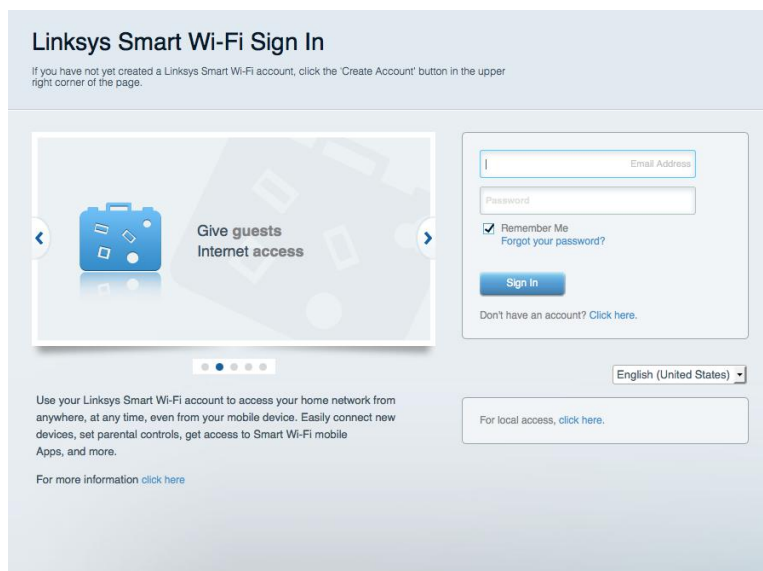 Linksys Smart Wi-Fi Sign In
If you have not yet created a Linksys Smart Wi-Fi account, click the 'Create Account' button in the upper
right corner of the page.
Give guests
Internet access
Use your Linksys Smart Wi-Fi account to access your home network from
anywhere, at any time, even from your mobile device. Easily connect new
devices, set parental controls, get access to Smart Wi-Fi mobile
Apps, and more.
For more information click here
Email Address
Password
Remember Me
Forgot your password?
Sign In
Don't have an account? Click here.
English (United States)
For local access, click here.